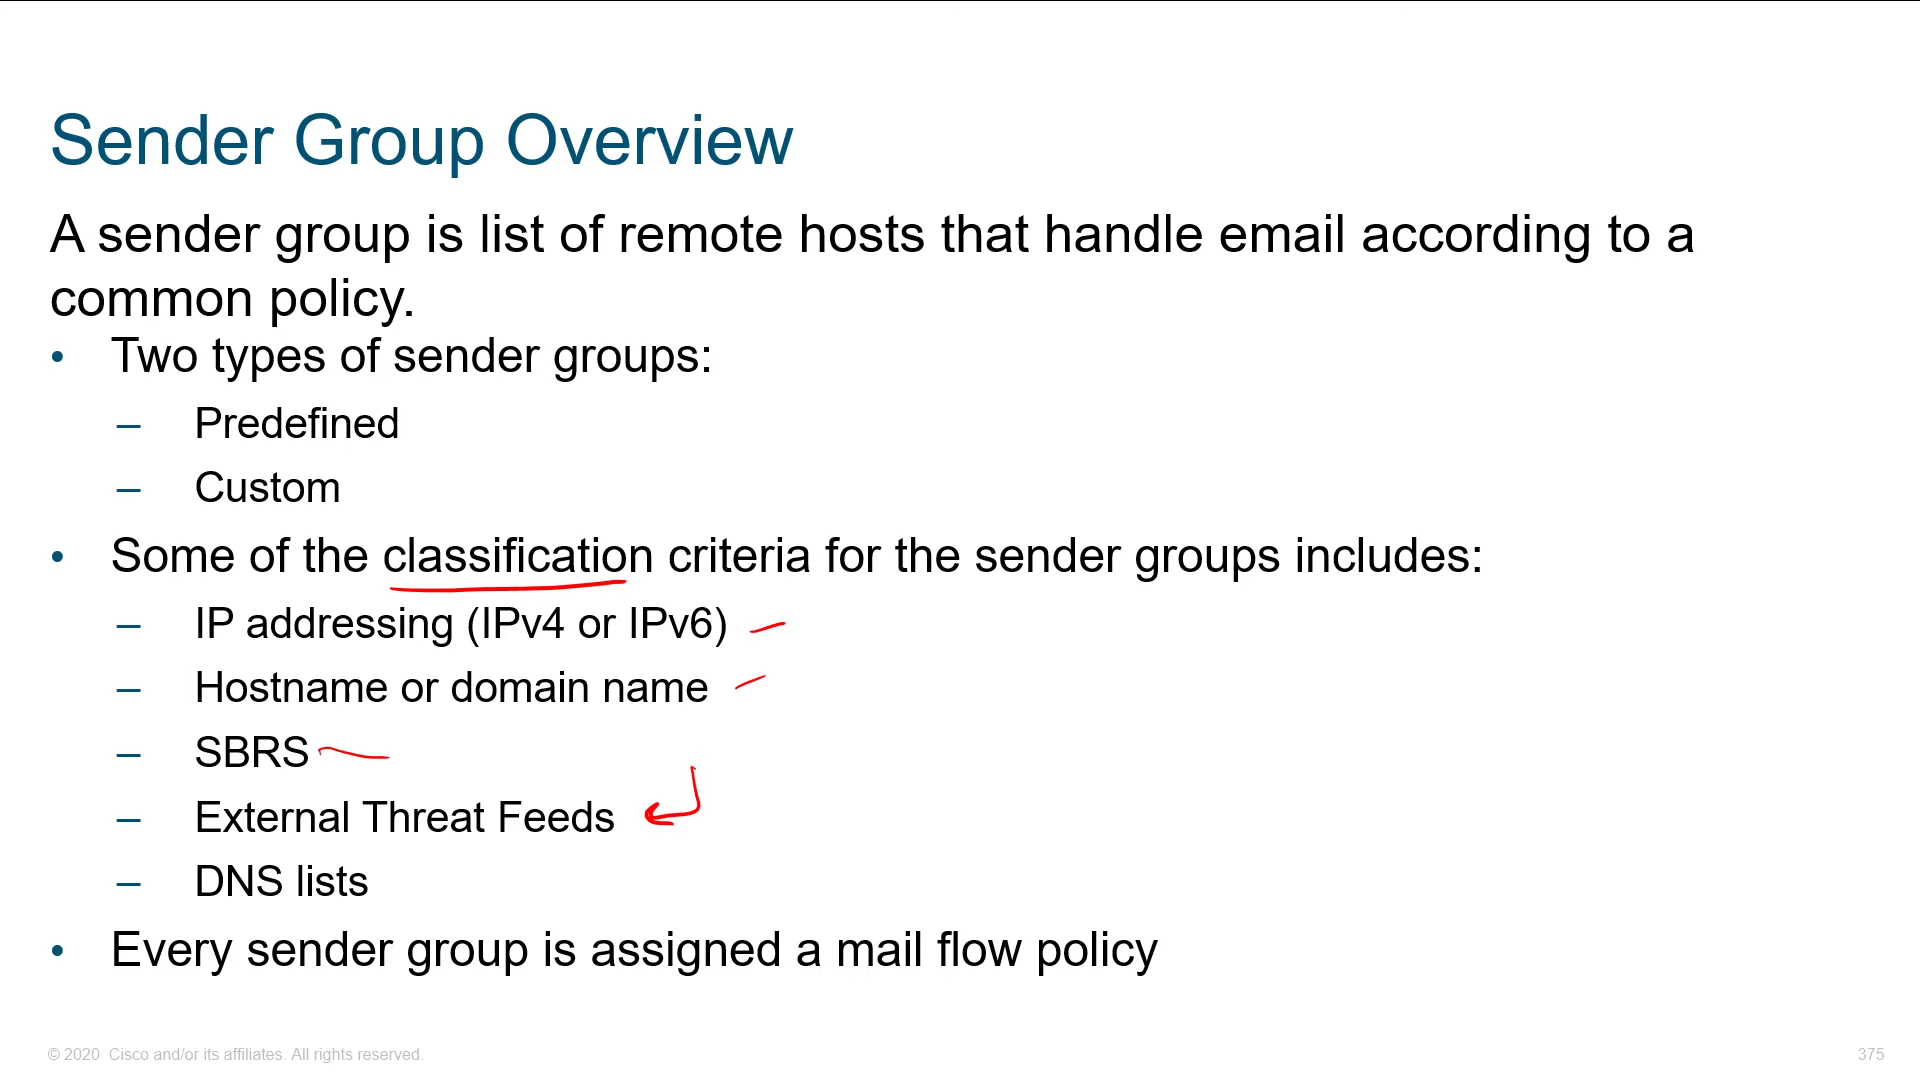 Sender Group Overview
A sender group is list of remote hosts that handle email according to a
common policy.
• Two types of sender groups:
– Predefined
– Custom
• Some of the classification criteria for the sender groups includes:
– IP addressing (IPv4 or IPv6)
– Hostname or domain name
– SBRS
– External Threat Feeds
– DNS lists
• Every sender group is assigned a mail flow policy
© 2020 Cisco and/or its affiliates. All rights reserved.
375